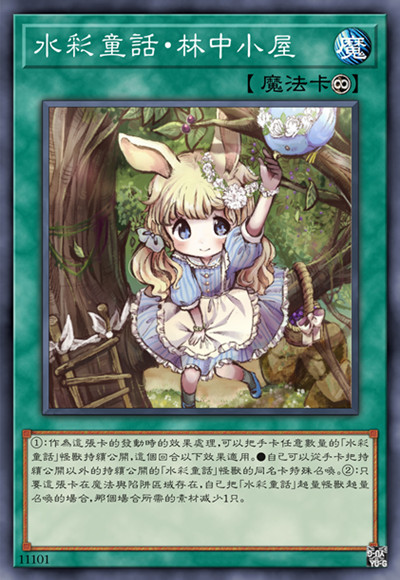 水彩童話・林中小屋
魔
【魔法卡♾】
①:作為這張卡的發動時的效果處理,可以把手卡任意數量的「水彩
童話」怪獸持續公開,這個回合以下效果適用。●自己可以從手卡把持
續公開以外的持續公開的「水彩童話」怪獸的同名卡特殊召喚。②:只
要這張卡在魔法與陷阱區域存在,自己把「水彩童話」超量怪獸超量
召喚的場合,那個場合所需的素材減少1只。
11101